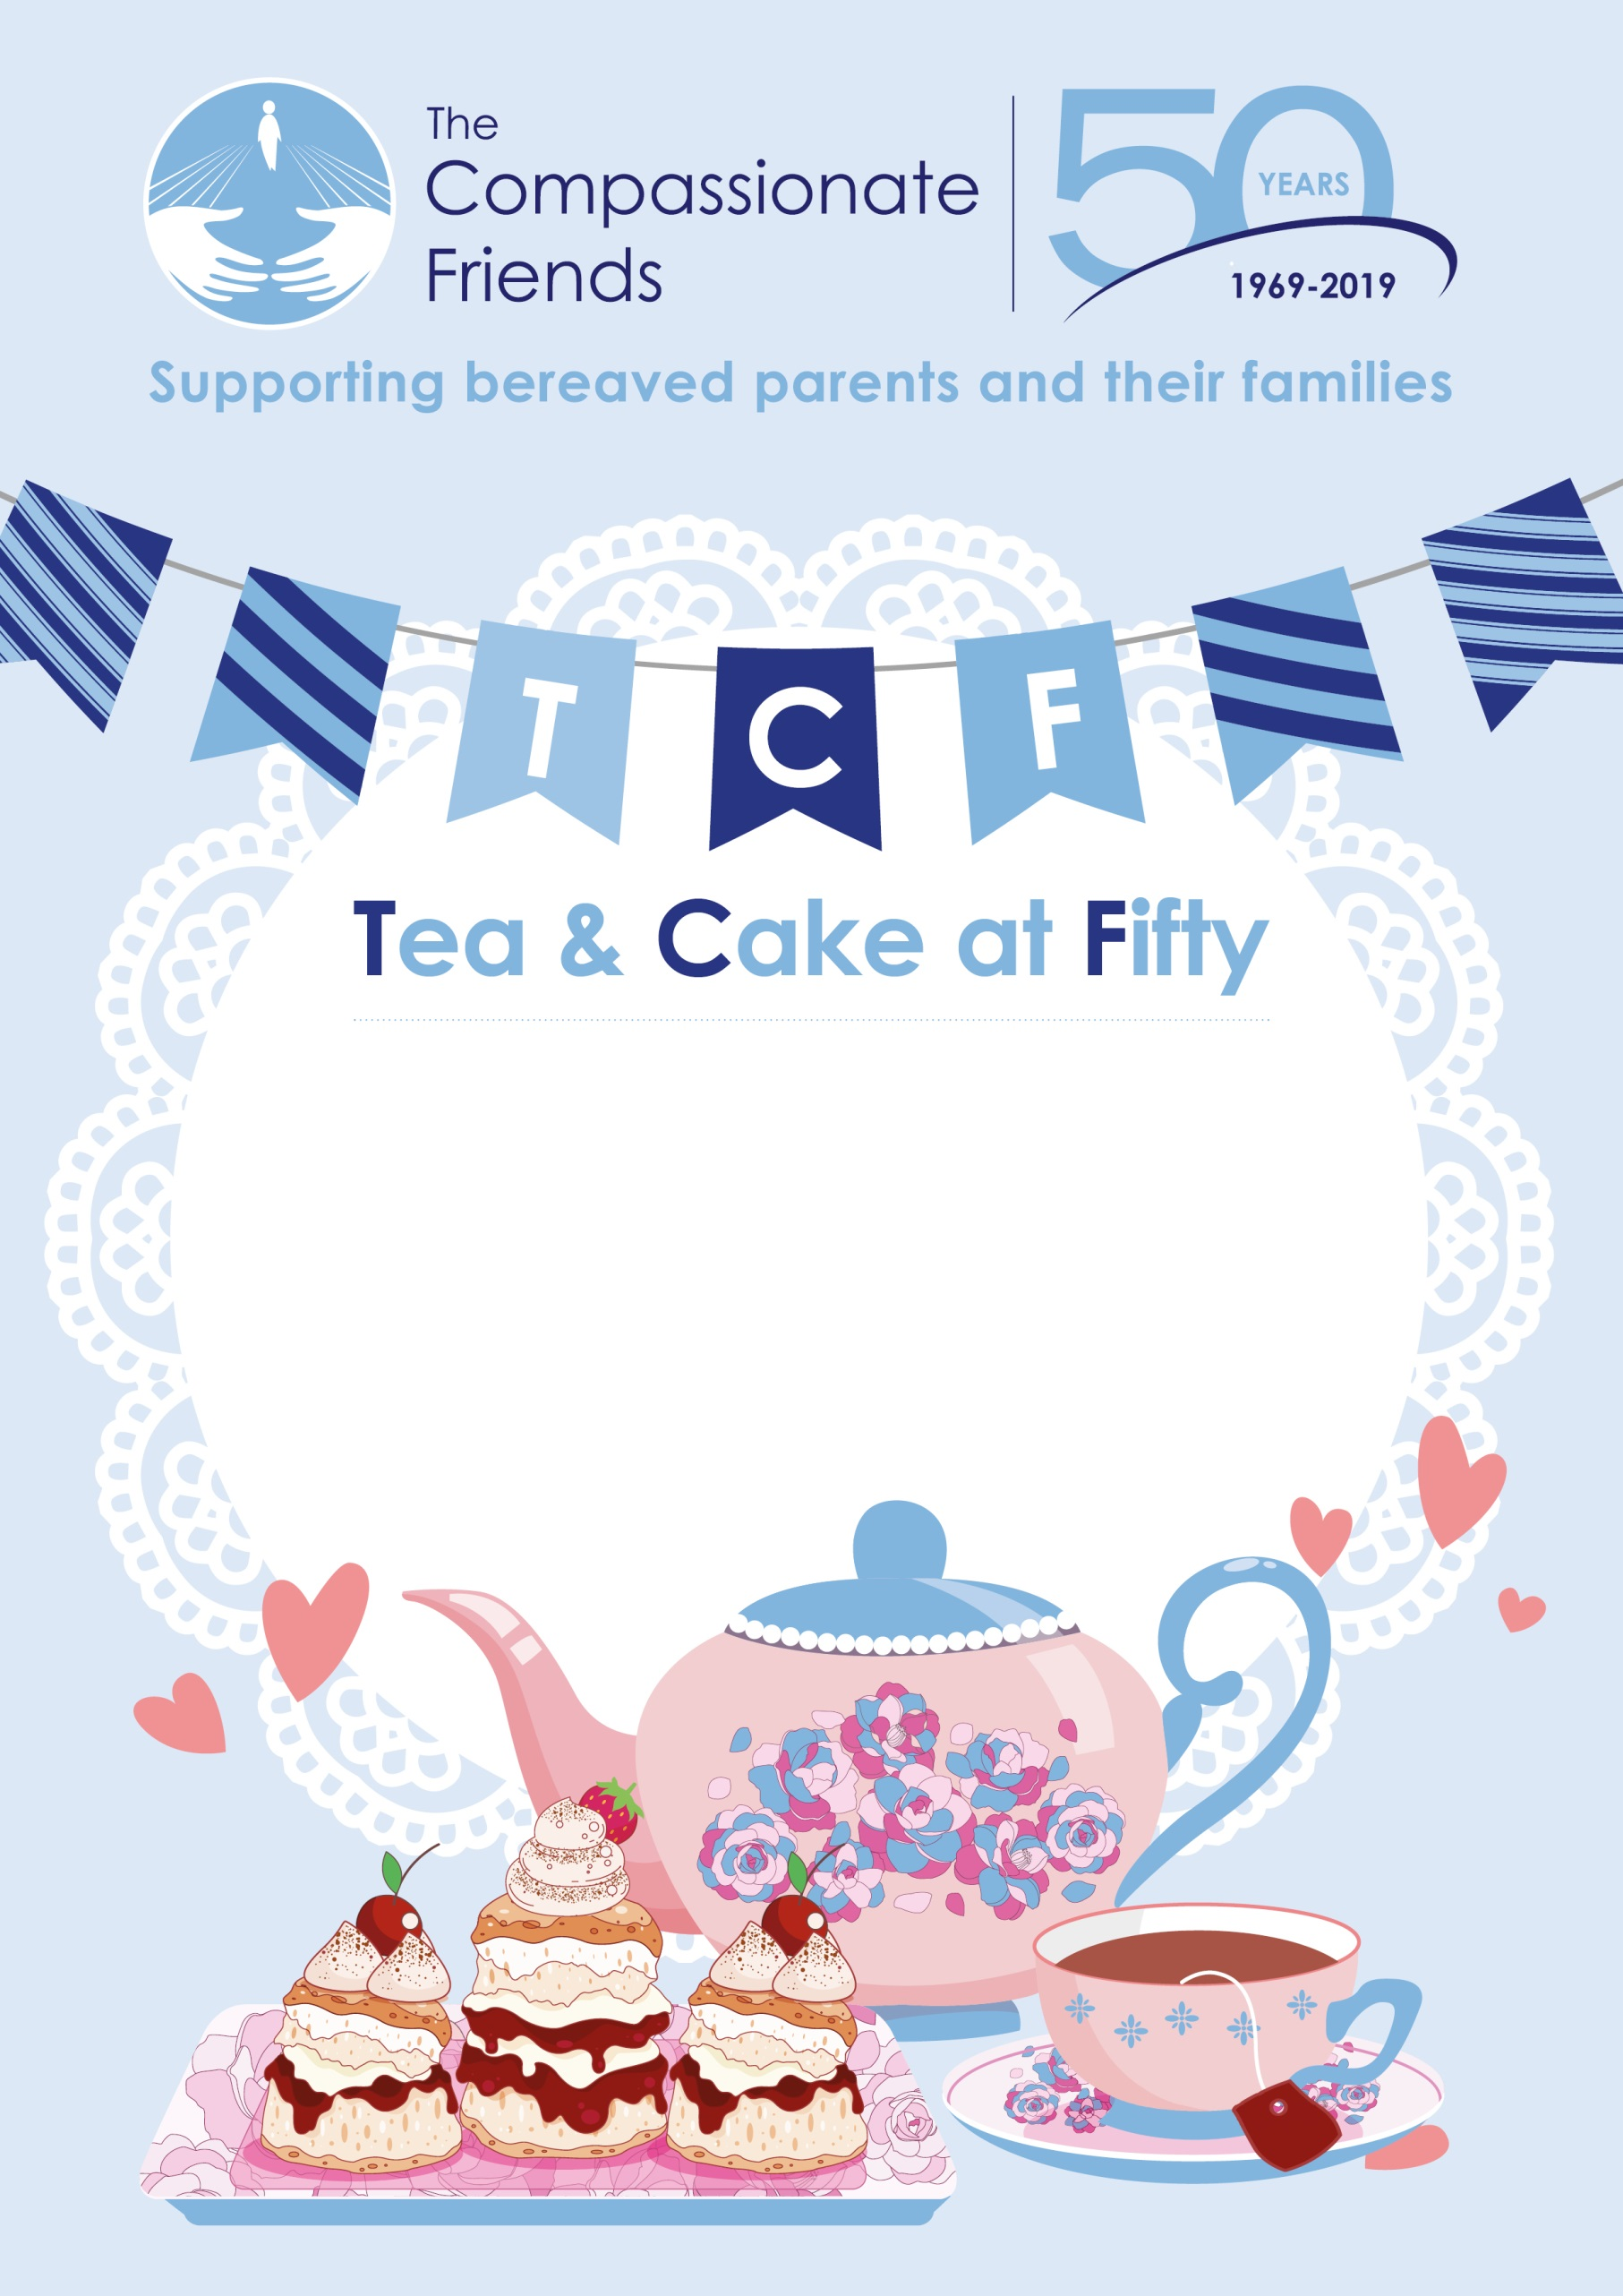 The
Compassionate
Friends
50
YEARS
1969-2019
Supporting bereaved parents and their families
T C F
Tea & Cake at Fifty